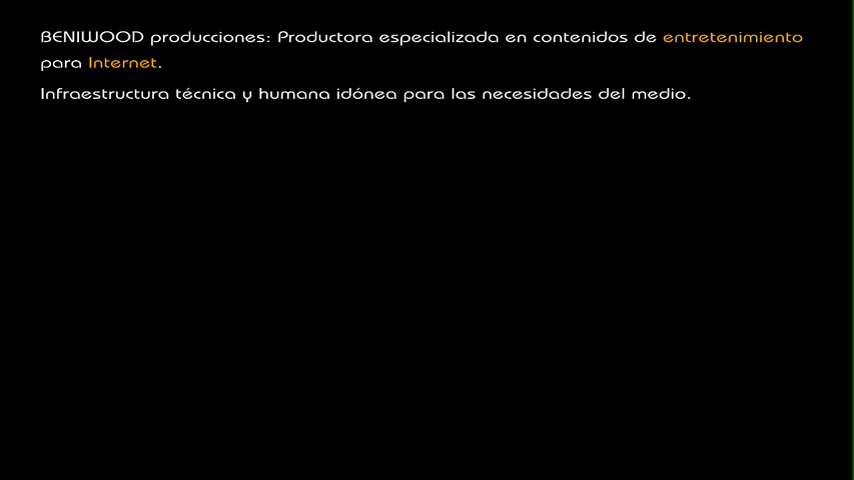 BENIWOOD producciones: Productora especializada en contenidos de entretenimiento
para Internet.
Infraestructura técnica y humana idónea para las necesidades del medio.